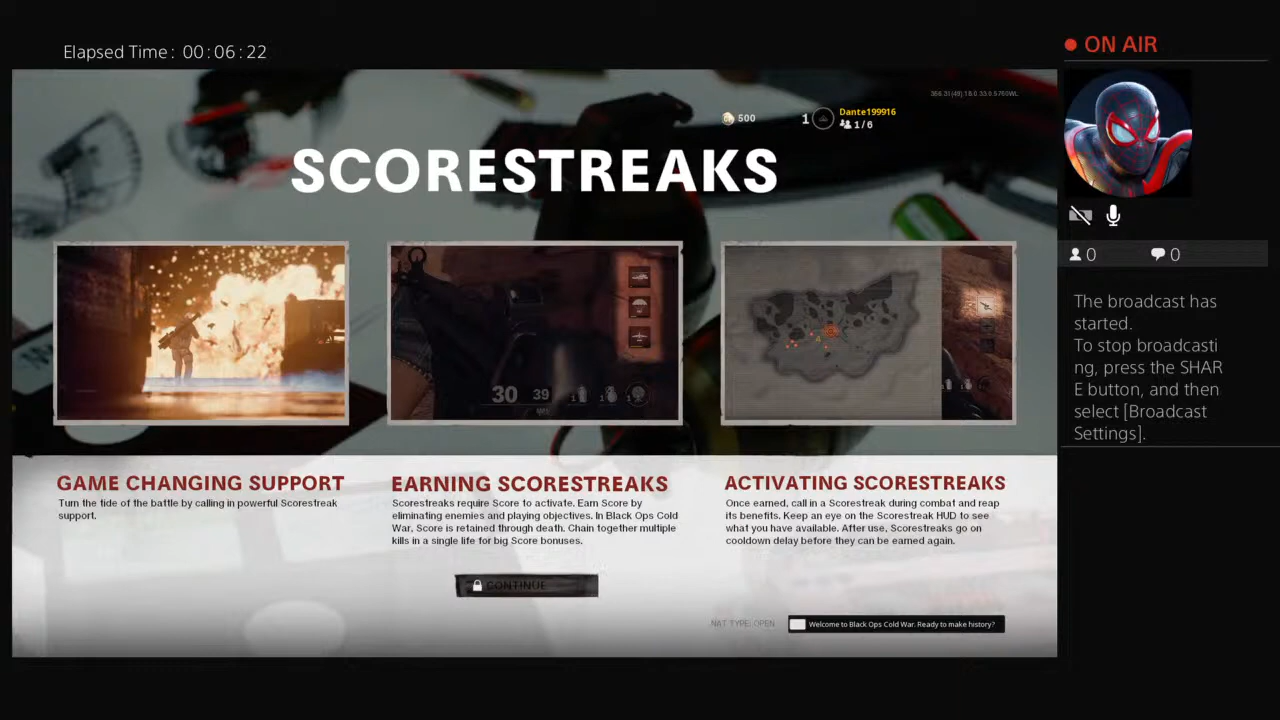 Elapsed Time: 00:06:22
ON AIR
500
1
Dante199916
1/6
SCORESTREAKS
0
0
The broadcast has
started.
To stop broadcasti
ng, press the SHAR
E button, and then
select [Broadcast
Settings].
30
39
GAME CHANGING SUPPORT
Turn the tide of the battle by calling in powerful Scorestreak
support.
EARNING SCORESTREAKS
Scorestreaks require Score to activate. Earn Score by
eliminating enemies and playing objectives. In Black Ops Cold
War, Score is retained through death. Chain together multiple
kills in a single life for big Score bonuses.
ACTIVATING SCORESTREAKS
Once earned, call in a Scorestreak during combat and reap
its benefits. Keep an eye on the Scorestreak HUD to see
what you have available. After use, Scorestreaks go on
cooldown delay before they can be earned again.
CONTINUE
NAT TYPE: OPEN
Welcome to Black Ops Cold War. Ready to make history?